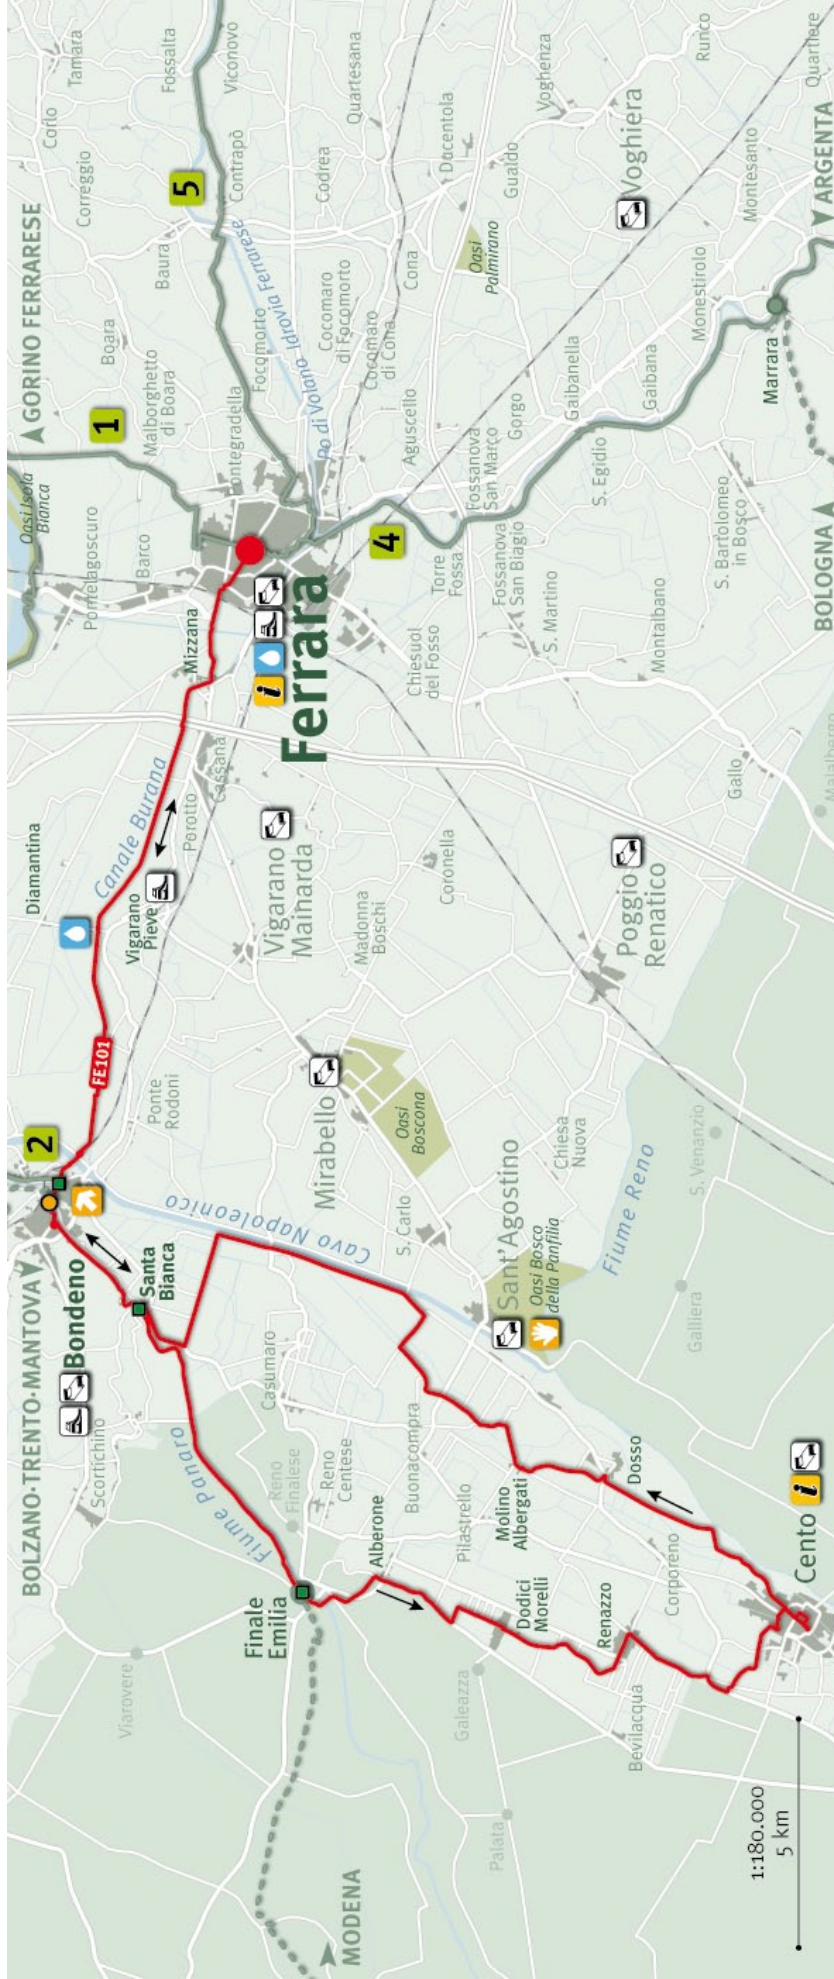 BOLZANO·TRENTO·MANTOVA
Bondeno
2
Diamantina
Oasi Isola
Bianca
GORINO FERRARESE
Corlo
Tamara
Scortichino
Santa
Bianca
FE101
Canale Burana
Pontelagoscuro
Barco
1
Boara
Correggio
Malborghetto
di Boara
Baura
Fossalta
Viarovere
Fiume Panaro
Ponte
Rodoni
Vigarano
Pieve
Porotto
Cassana
Mizzana
Pontegradella
Focomorto
5
Contrapò
Viconovo
Finale
Emilia
Reno
Finalese
Casumaro
Cavo Napoleonico
Vigarano
Mainarda
Ferrara
Po di Volano
Idrovia Ferrarese
Cocomaro
di Focomorto
Codrea
Quartesana
Reno
Centese
Alberone
Mirabello
Madonna
Boschi
4
Cocomaro
di Cona
Cona
Aguscello
MODENA
Buonacompra
S. Carlo
Oasi
Boscona
Coronella
Chiesuol
del Fosso
Torre
Fossa
Ducentola
Galeazza
Pilastrello
Fossanova
San Marco
Oasi
Palmirano
Gualdo
Voghenza
Palata
Dodici
Morelli
Molino
Albergati
Sant'Agostino
Oasi Bosco
della Panfilia
Chiesa
Nuova
Fossanova
San Biagio
S. Martino
Gorgo
Gaibanella
Renazzo
Dosso
Fiume Reno
Poggio
Renatico
S. Egidio
Voghiera
Bevilacqua
Corporeno
Montalbano
Gaibana
Galliera
S. Venanzio
Gallo
S. Bartolomeo
in Bosco
Monestirolo
Runco
Montesanto
1:180.000
5 km
Cento
Marrara
BOLOGNA
ARGENTA
Quartiere